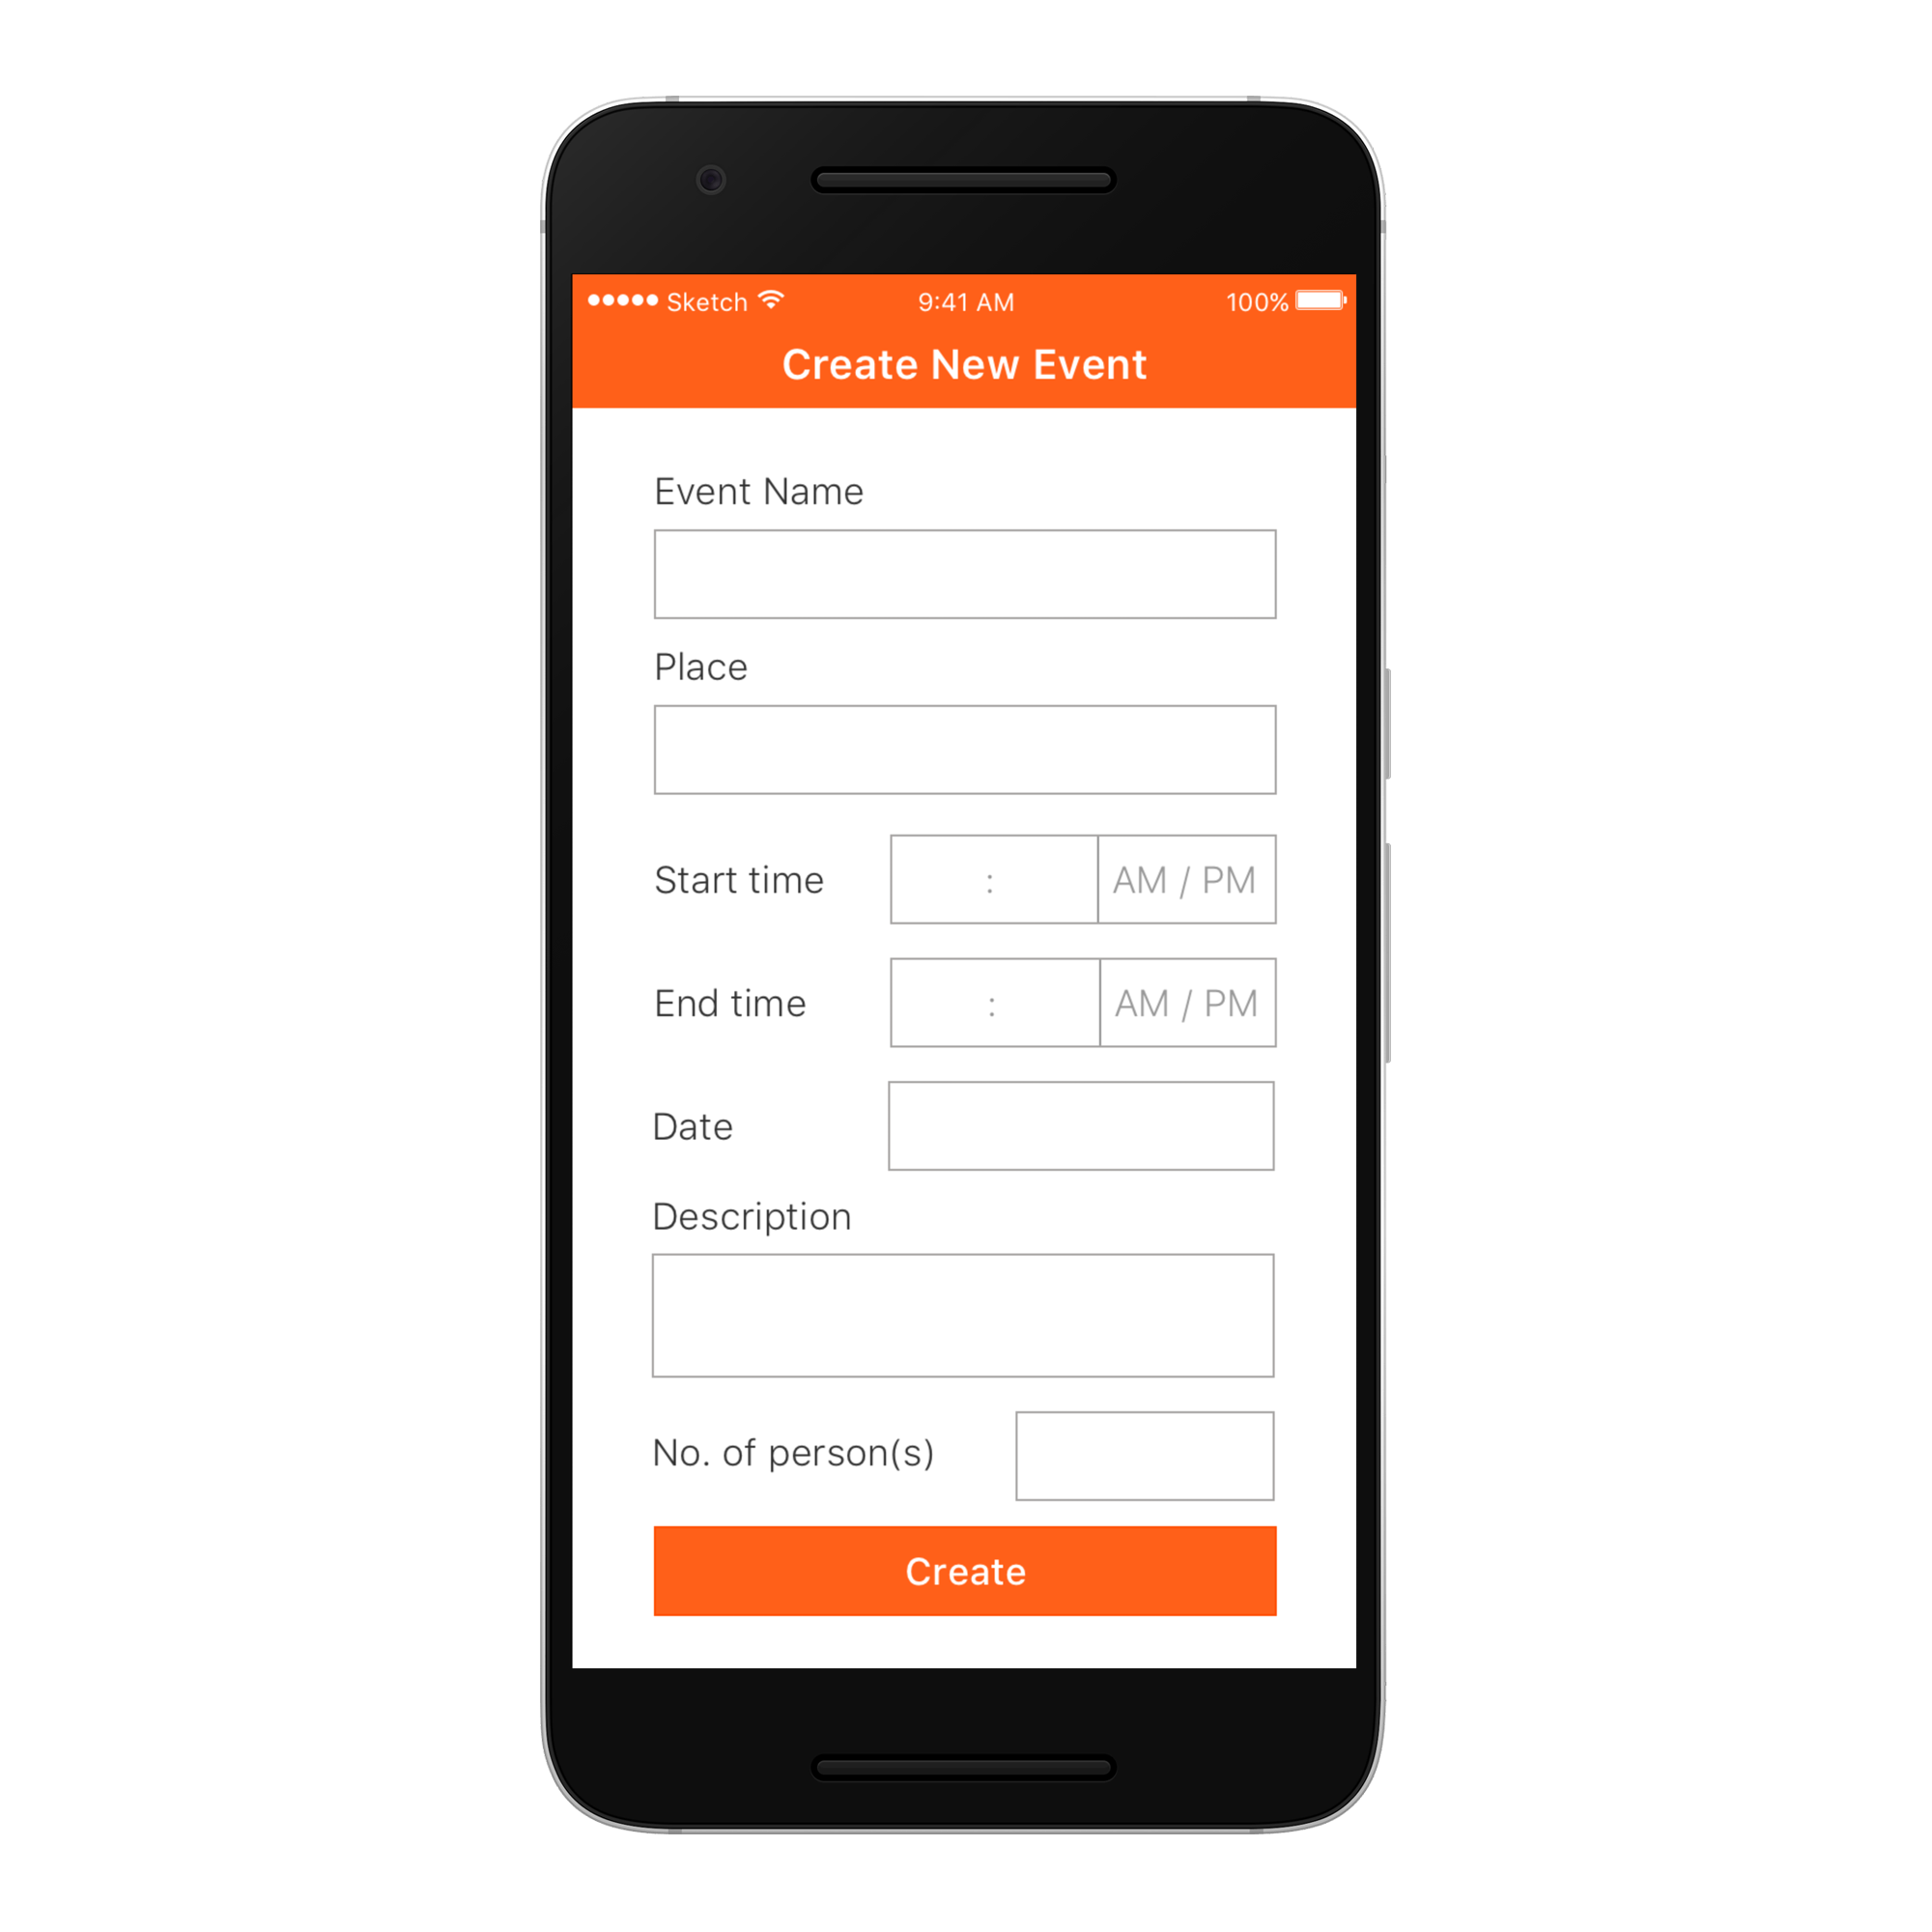 Sketch 9:41 AM 100%
Create New Event
Event Name
Place
Start time : AM / PM
End time : AM / PM
Date
Description
No. of person(s)
Create